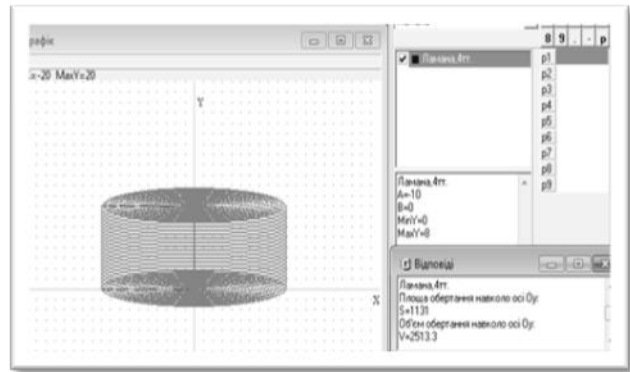 рафік
=-20 MaxY=20
Y
X
8 9 . - p
Ламана,4тт.
p1
p2
p3
p4
p5
p6
p7
p8
p9
Ламана,4тт.
A=-10
B=0
MinY=0
MaxY=8
Відповіді
Ламана,4тт.
Площа обертання навколо осі Oy:
S=1131
Об'єм обертання навколо осі Oy:
V=2513.3